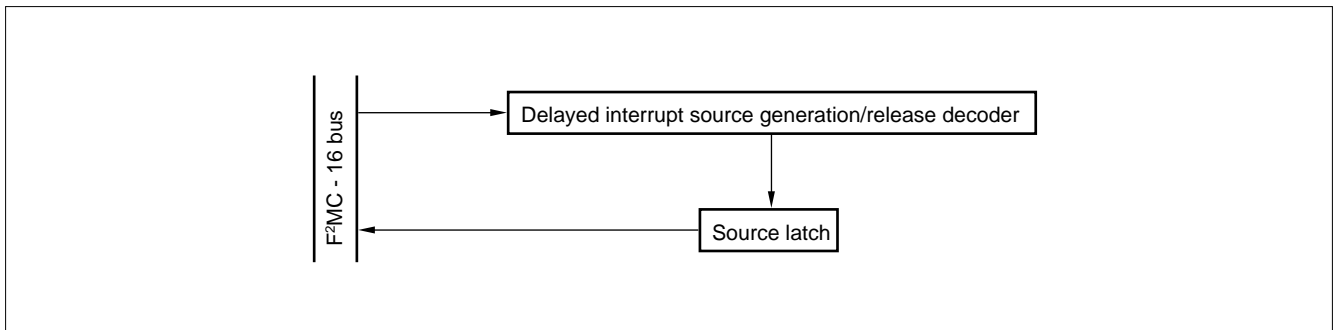 F²MC - 16 bus
Delayed interrupt source generation/release decoder
Source latch